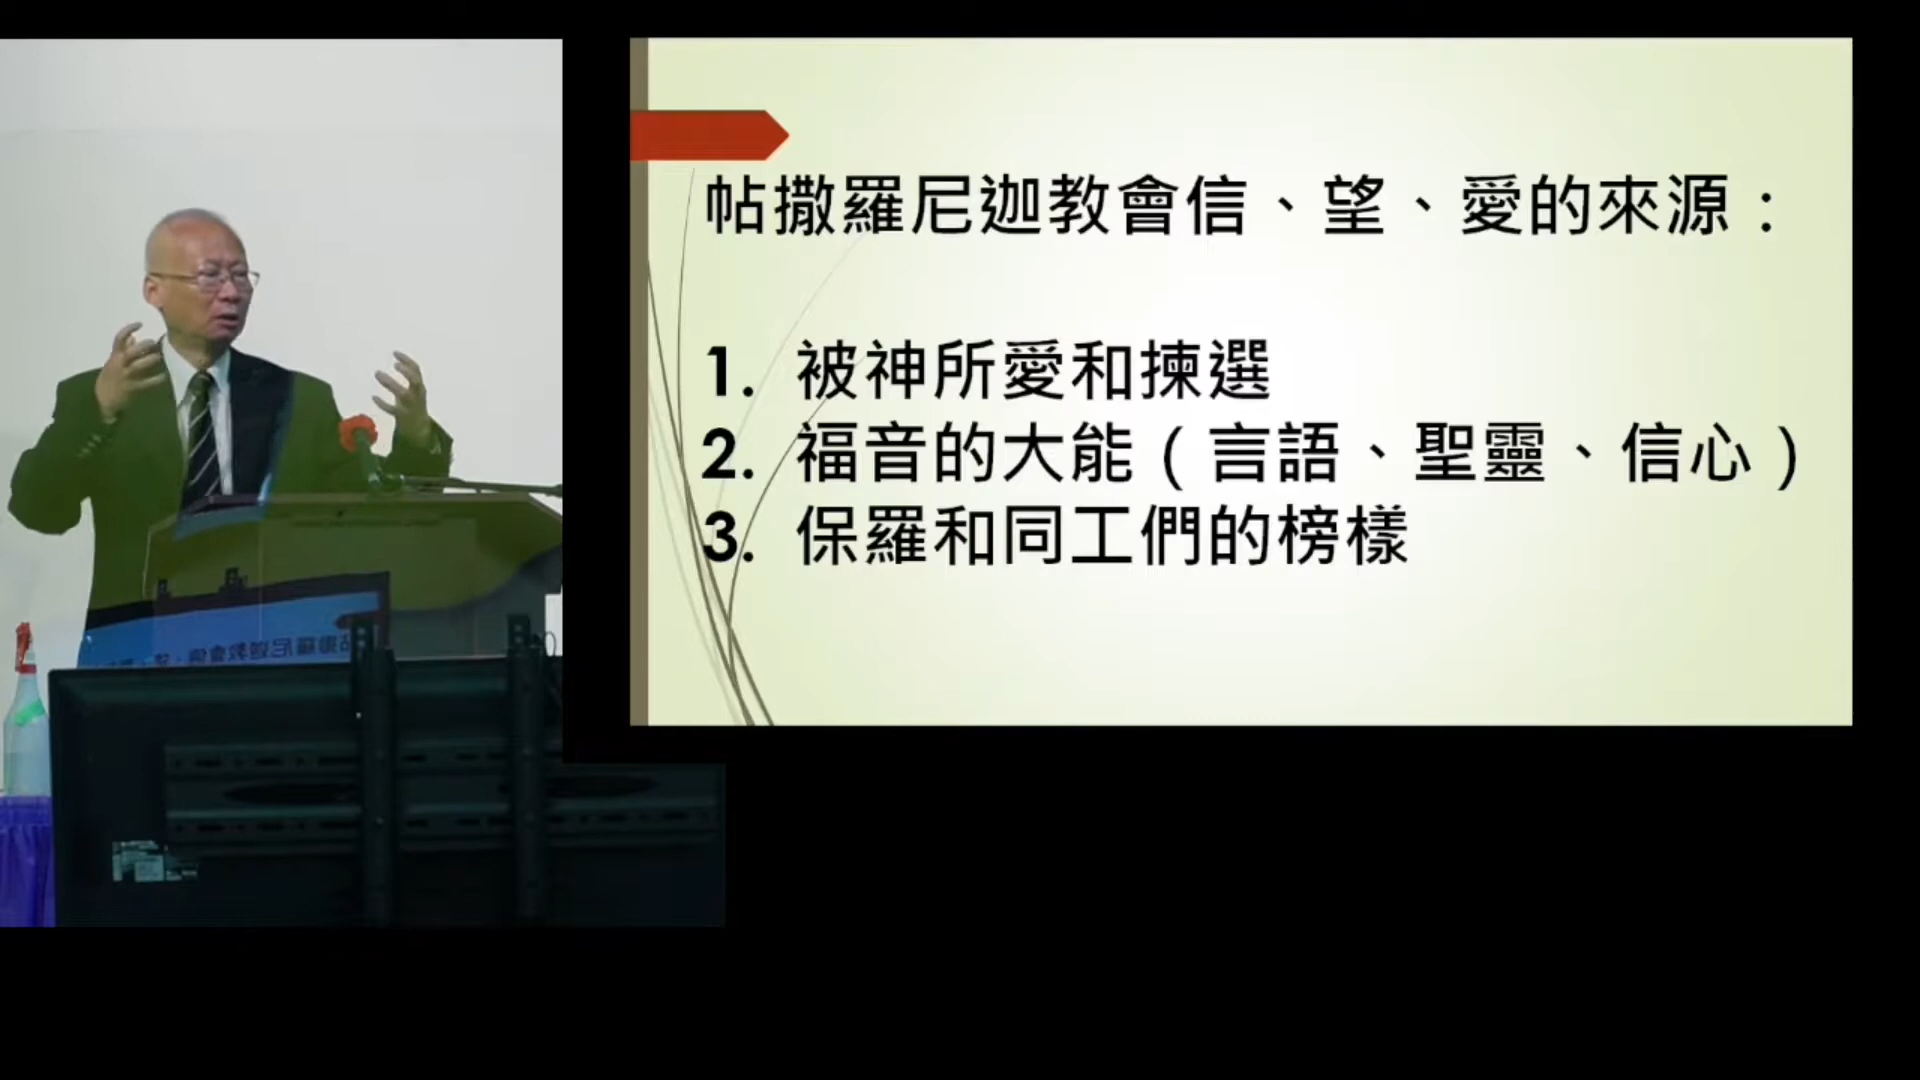 帖撒羅尼迦教會信、望、愛的來源：
1. 被神所愛和揀選
2. 福音的大能（言語、聖靈、信心）
3. 保羅和同工們的榜樣